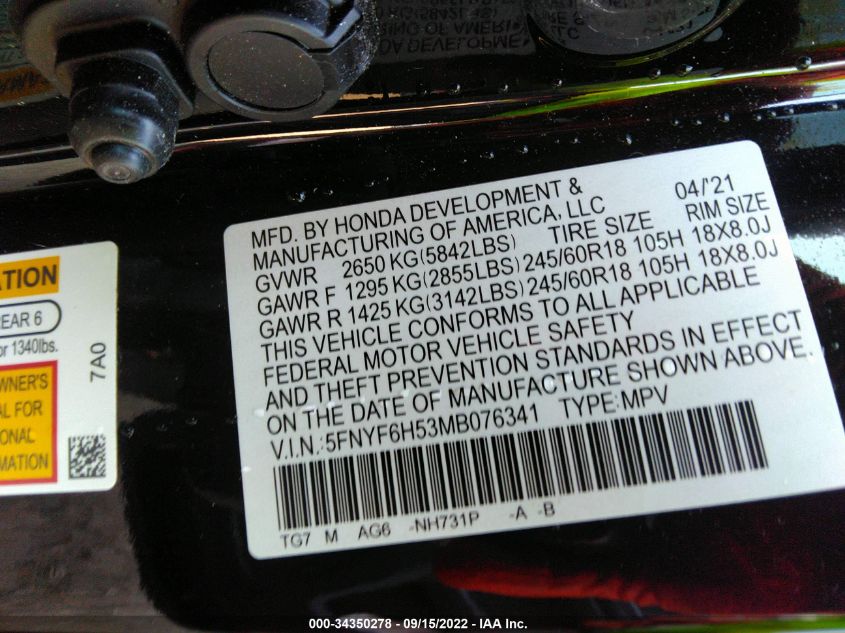 MFD. BY HONDA DEVELOPMENT & 04/'21
MANUFACTURING OF AMERICA, LLC TIRE SIZE RIM SIZE
GVWR 2650 KG(5842LBS)
GAWR F 1295 KG(2855LBS) 245/60R18 105H 18X8.0J
GAWR R 1425 KG(3142LBS) 245/60R18 105H 18X8.0J
THIS VEHICLE CONFORMS TO ALL APPLICABLE
FEDERAL MOTOR VEHICLE SAFETY
AND THEFT PREVENTION STANDARDS IN EFFECT
ON THE DATE OF MANUFACTURE SHOWN ABOVE.
V.I.N.:5FNYF6H53MB076341 TYPE:MPV
TG7 M AG6 -NH731P -A -B
ATION
REAR 6
or 1340lbs.
7A0
WNER'S
AL FOR
ONAL
MATION
000-34350278 - 09/15/2022 - IAA Inc.